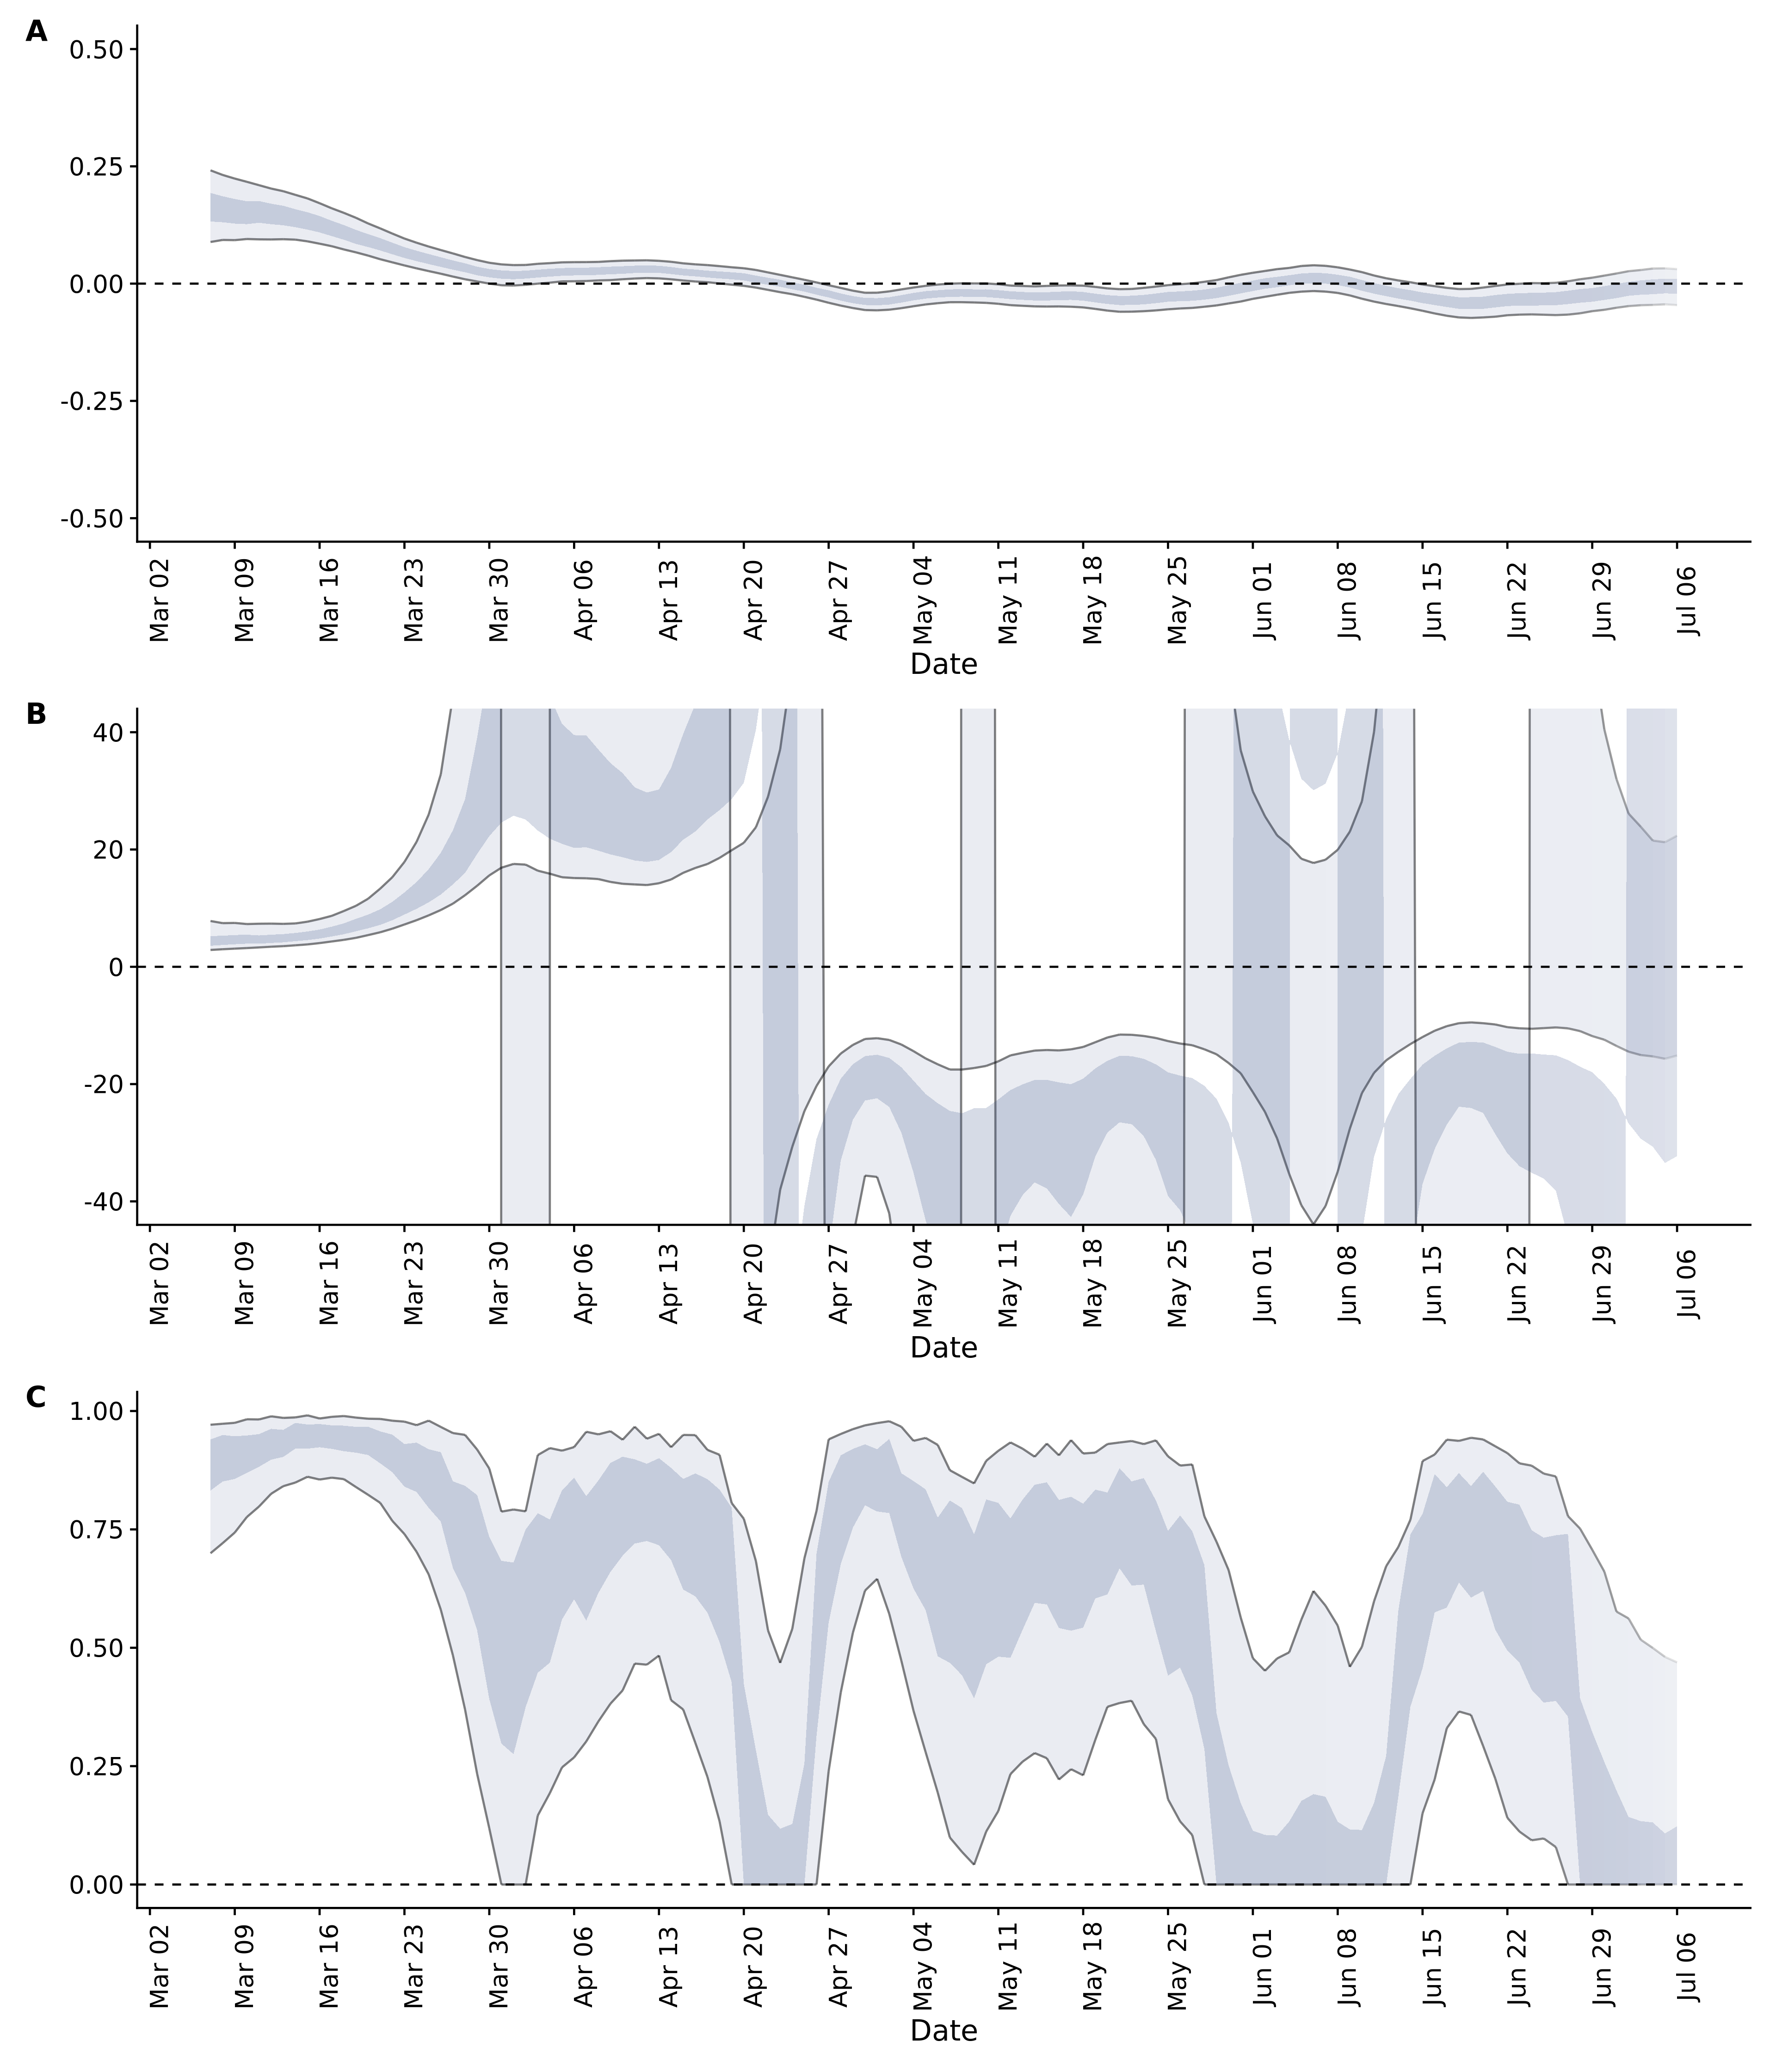 A
0.50
0.25
0.00
-0.25
-0.50
Mar 02
Mar 09
Mar 16
Mar 23
Mar 30
Apr 06
Apr 13
Apr 20
Apr 27
May 04
May 11
May 18
May 25
Jun 01
Jun 08
Jun 15
Jun 22
Jun 29
Jul 06
Date
B
40
20
0
-20
-40
Mar 02
Mar 09
Mar 16
Mar 23
Mar 30
Apr 06
Apr 13
Apr 20
Apr 27
May 04
May 11
May 18
May 25
Jun 01
Jun 08
Jun 15
Jun 22
Jun 29
Jul 06
Date
C
1.00
0.75
0.50
0.25
0.00
Mar 02
Mar 09
Mar 16
Mar 23
Mar 30
Apr 06
Apr 13
Apr 20
Apr 27
May 04
May 11
May 18
May 25
Jun 01
Jun 08
Jun 15
Jun 22
Jun 29
Jul 06
Date